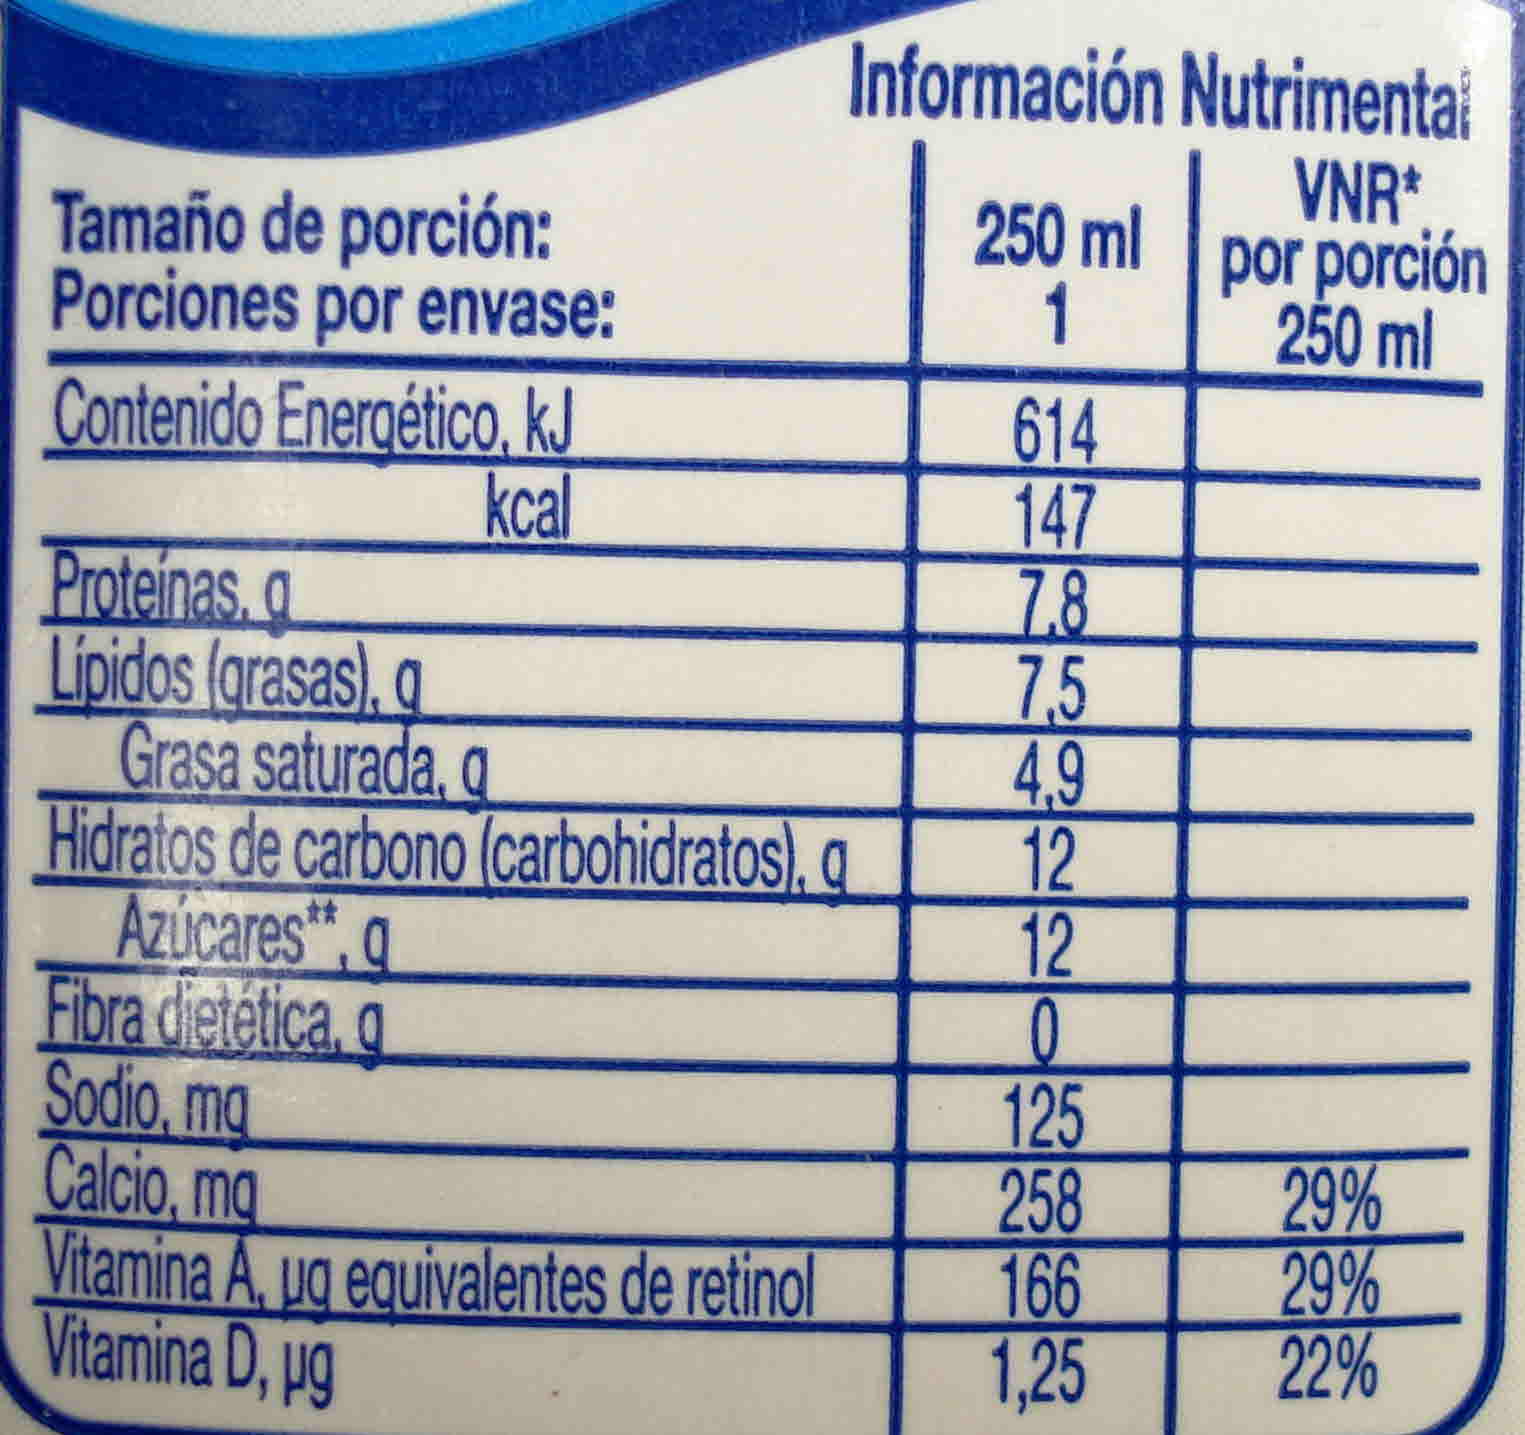 Información Nutrimental
Tamaño de porción: 250 ml VNR* por porción 250 ml
Porciones por envase: 1
Contenido Energético, kJ 614
kcal 147
Proteínas, g 7,8
Lípidos (grasas), g 7,5
Grasa saturada, g 4,9
Hidratos de carbono (carbohidratos), g 12
Azúcares**, g 12
Fibra dietética, g 0
Sodio, mg 125
Calcio, mg 258 29%
Vitamina A, µg equivalentes de retinol 166 29%
Vitamina D, µg 1,25 22%